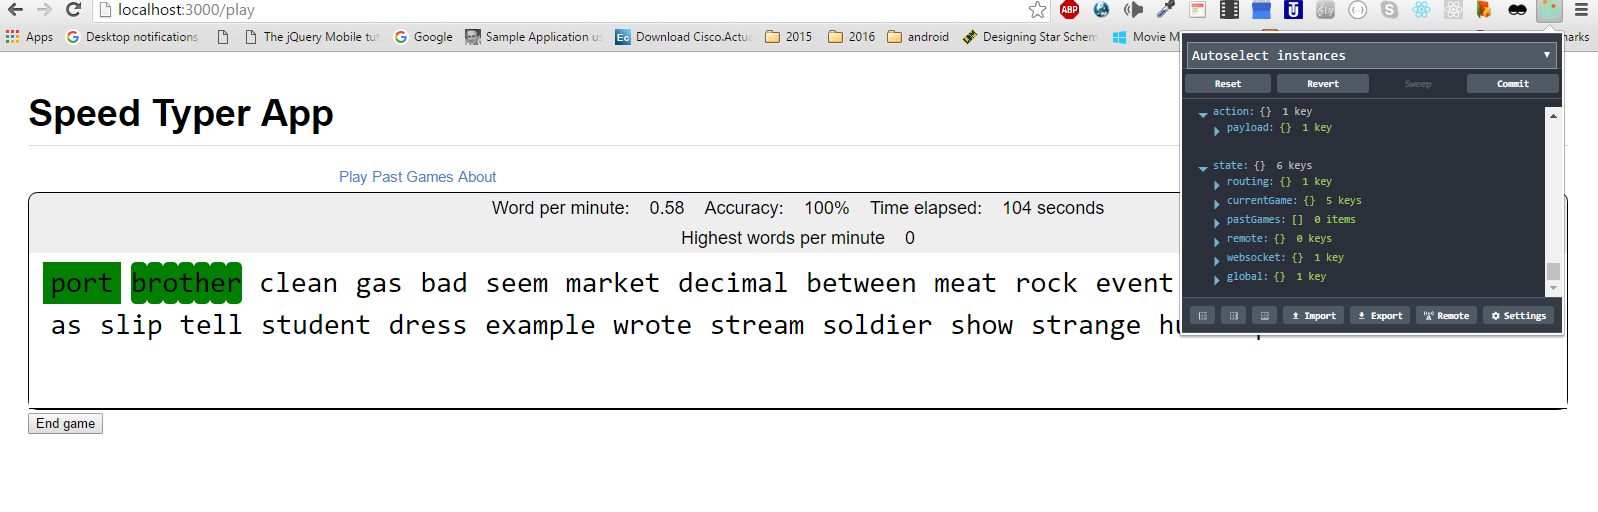 localhost:3000/play
ABP
Apps Desktop notifications The jQuery Mobile tut Google Sample Application us Ec Download Cisco.Actua 2015 2016 android Designing Star Schem Movie M arks
Speed Typer App
Play Past Games About
Word per minute: 0.58 Accuracy: 100% Time elapsed: 104 seconds
Highest words per minute 0
port brother clean gas bad seem market decimal between meat rock event
as slip tell student dress example wrote stream soldier show strange
End game
Autoselect instances
Reset Revert Sweep Commit
action: {} 1 key
payload: {} 1 key
state: {} 6 keys
routing: {} 1 key
currentGame: {} 5 keys
pastGames: [] 0 items
remote: {} 0 keys
websocket: {} 1 key
global: {} 1 key
Import Export Remote Settings